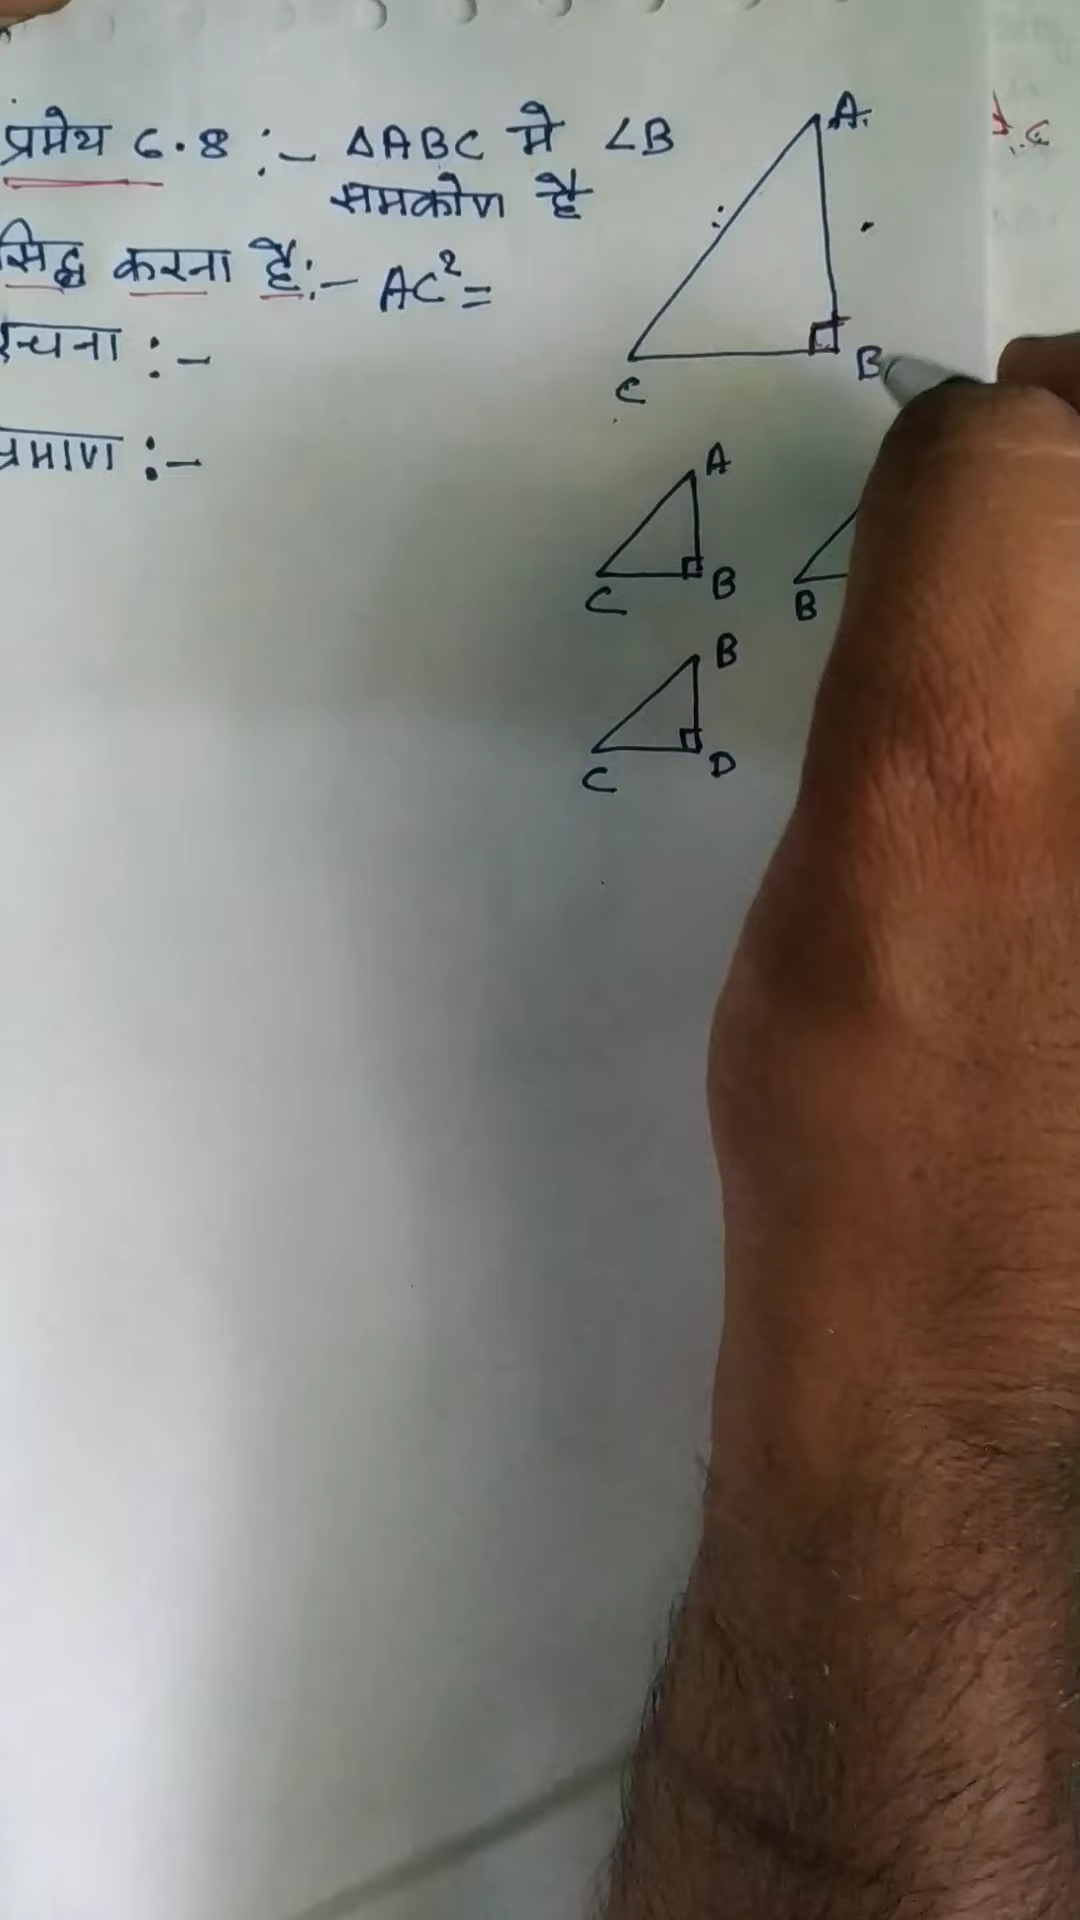 प्रमेय 6.8 :- ΔABC मे ∠B
समकोण है
सिद्ध करना है:- AC²=
रचना :-
प्रमाण :-
A
C
B
A
C
B
B
B
C
D